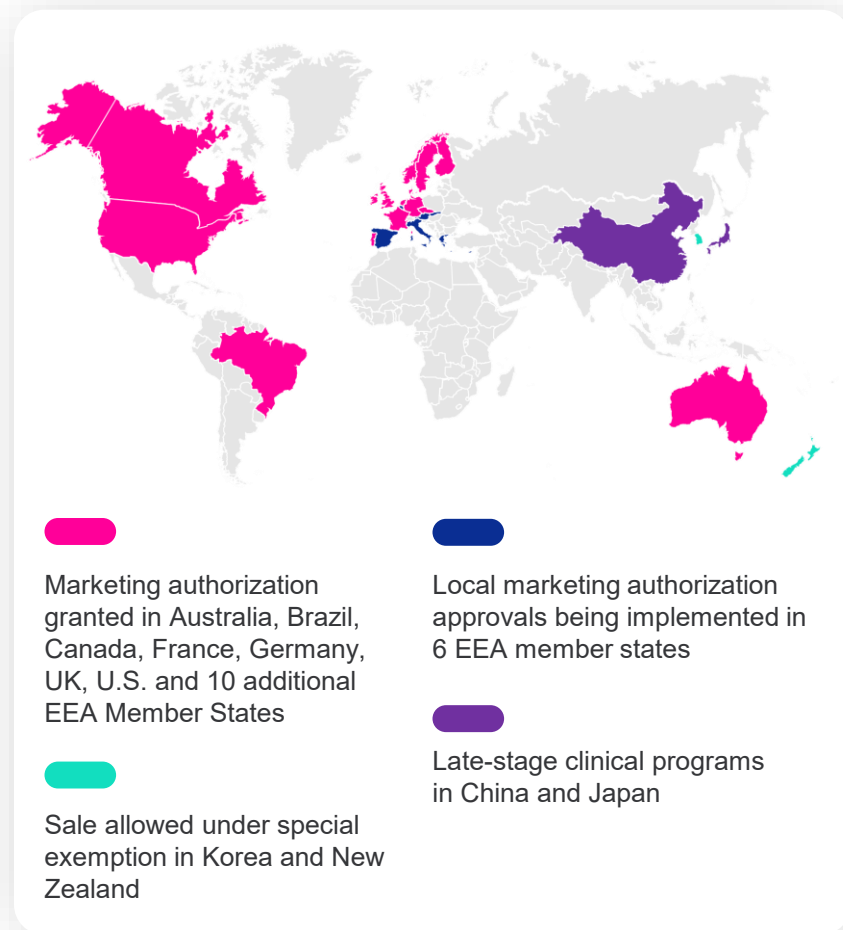 Marketing authorization
granted in Australia, Brazil,
Canada, France, Germany,
UK, U.S. and 10 additional
EEA Member States
Sale allowed under special
exemption in Korea and New
Zealand
Local marketing authorization
approvals being implemented in
6 EEA member states
Late-stage clinical programs
in China and Japan